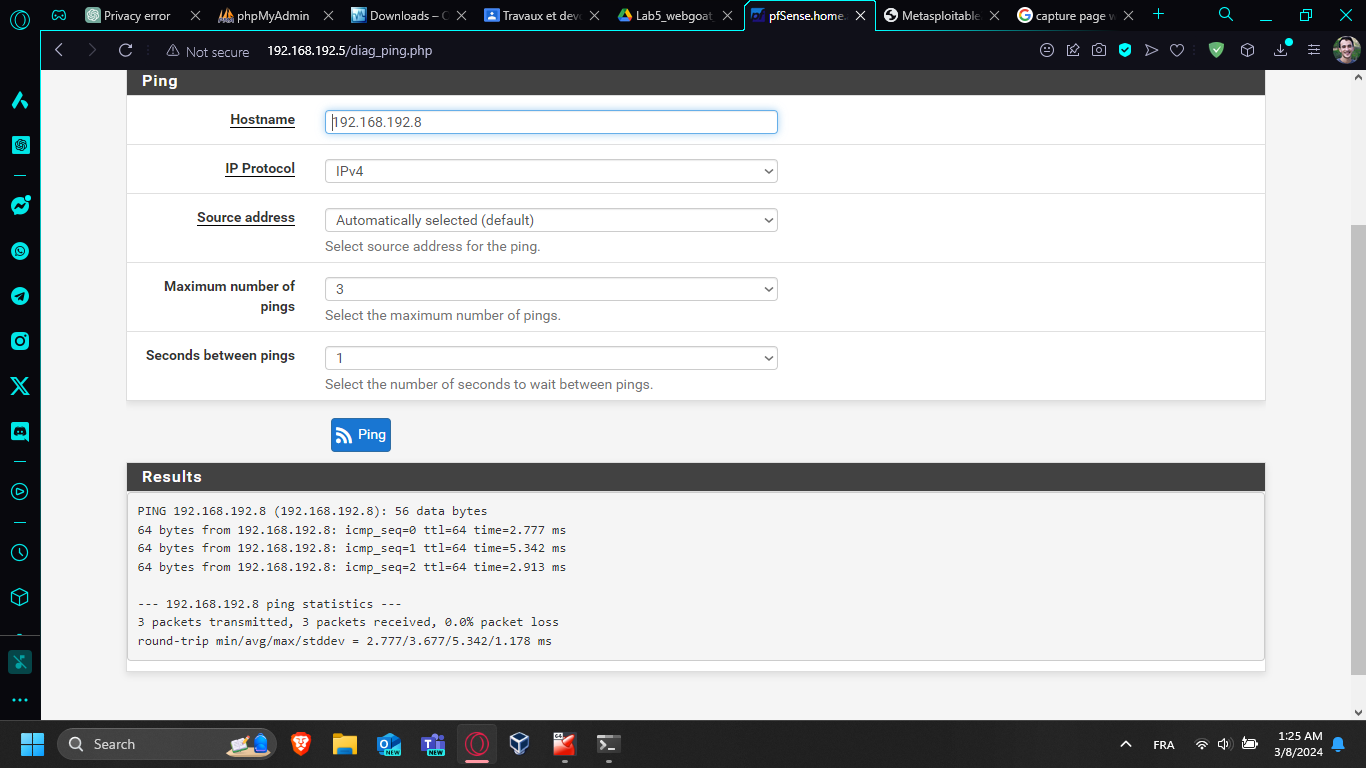 Privacy error
phpMyAdmin
Downloads – C
Travaux et dev
Lab5_webgoat
pfSense.home.
Metasploitable
capture page w
Not secure
192.168.192.5/diag_ping.php
Ping
Hostname
192.168.192.8
IP Protocol
IPv4
Source address
Automatically selected (default)
Select source address for the ping.
Maximum number of
pings
3
Select the maximum number of pings.
Seconds between pings
1
Select the number of seconds to wait between pings.
Ping
Results
PING 192.168.192.8 (192.168.192.8): 56 data bytes
64 bytes from 192.168.192.8: icmp_seq=0 ttl=64 time=2.777 ms
64 bytes from 192.168.192.8: icmp_seq=1 ttl=64 time=5.342 ms
64 bytes from 192.168.192.8: icmp_seq=2 ttl=64 time=2.913 ms
--- 192.168.192.8 ping statistics ---
3 packets transmitted, 3 packets received, 0.0% packet loss
round-trip min/avg/max/stddev = 2.777/3.677/5.342/1.178 ms
Search
NEW
NEW
FRA
1:25 AM
3/8/2024